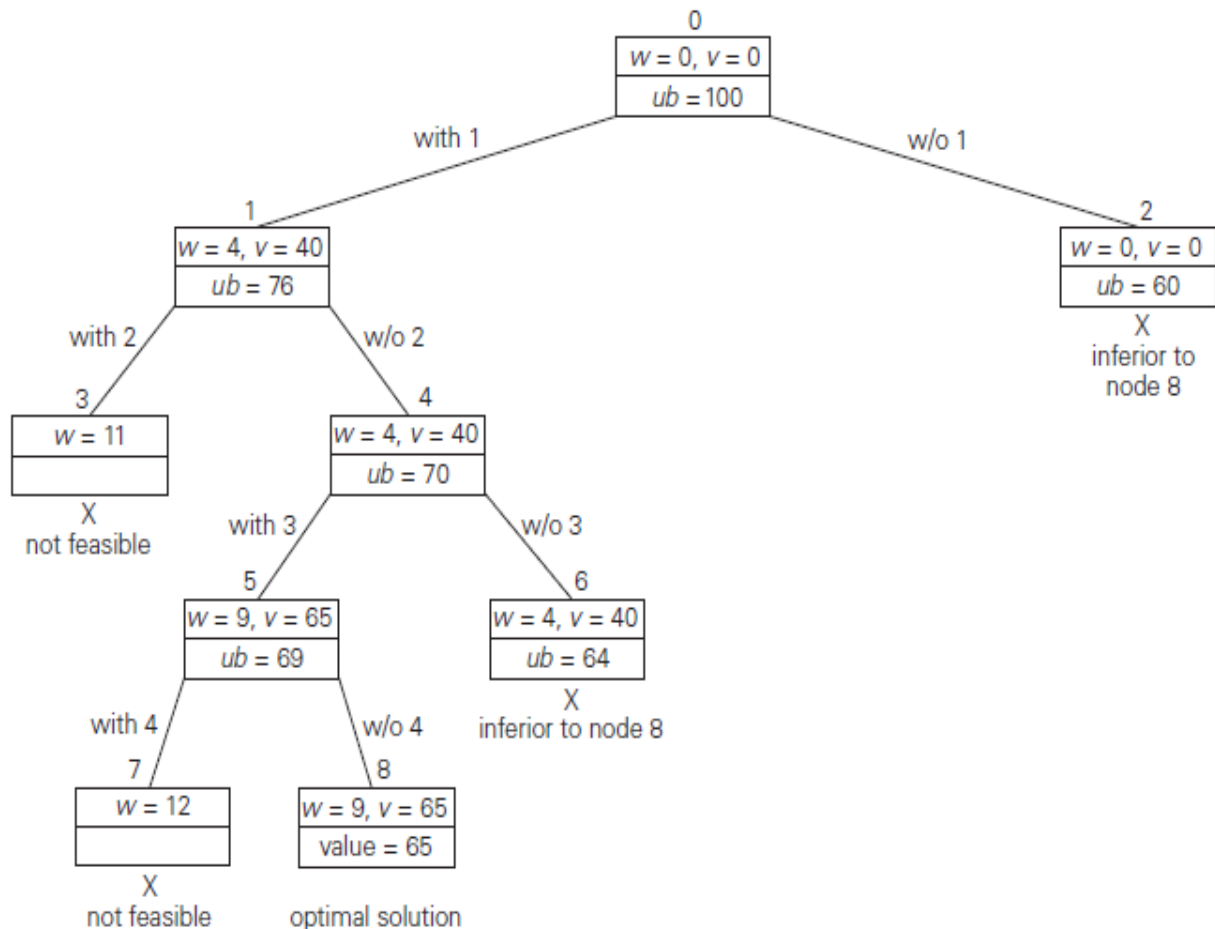 0
w = 0, v = 0
ub = 100
with 1
w/o 1
1
w = 4, v = 40
ub = 76
2
w = 0, v = 0
ub = 60
X
inferior to
node 8
with 2
w/o 2
3
w = 11
X
not feasible
4
w = 4, v = 40
ub = 70
with 3
w/o 3
5
w = 9, v = 65
ub = 69
6
w = 4, v = 40
ub = 64
X
inferior to node 8
with 4
w/o 4
7
w = 12
X
not feasible
8
w = 9, v = 65
value = 65
optimal solution